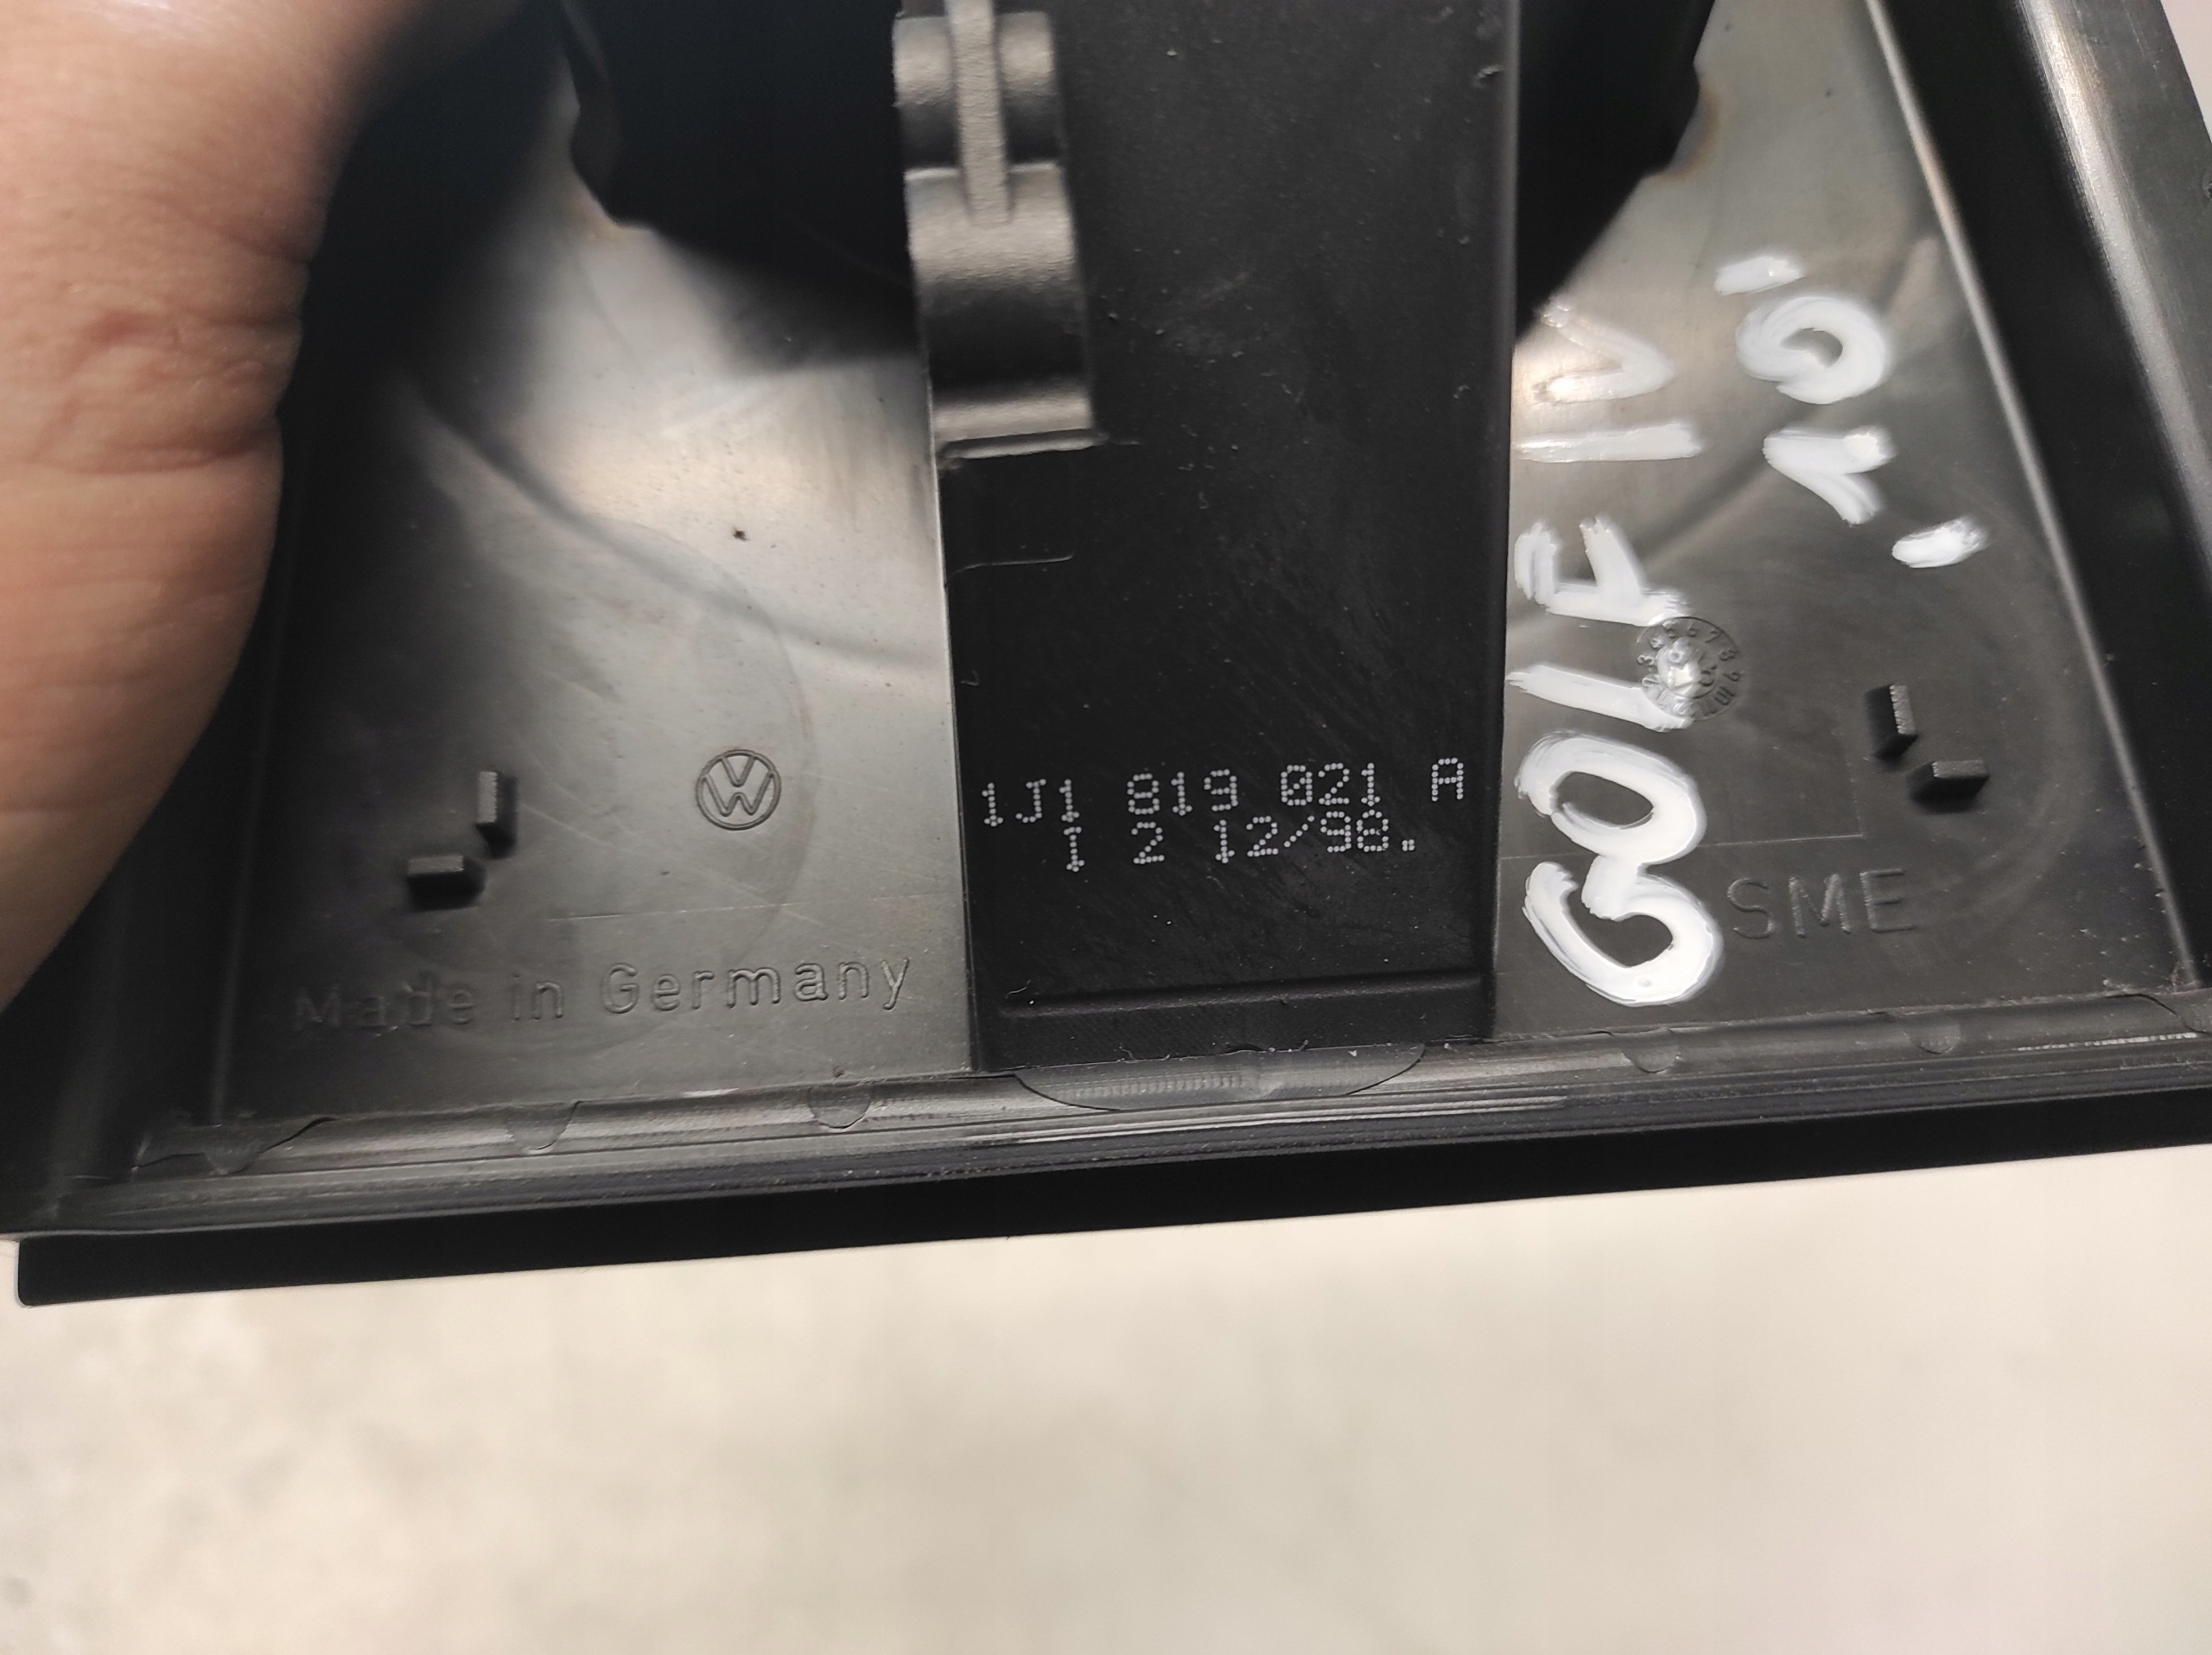 1J1 819 021 A
1 2 12/98.
Made in Germany
SME
GOLF IV
'10'